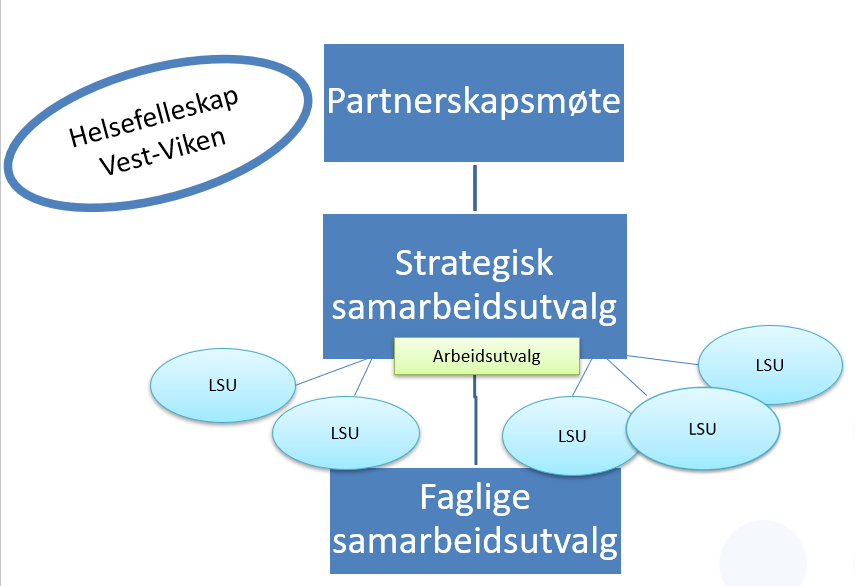 Helsefelleskap
Vest-Viken
Partnerskapsmøte
Strategisk
samarbeidsutvalg
Arbeidsutvalg
LSU
LSU
LSU
LSU
LSU
Faglige
samarbeidsutvalg